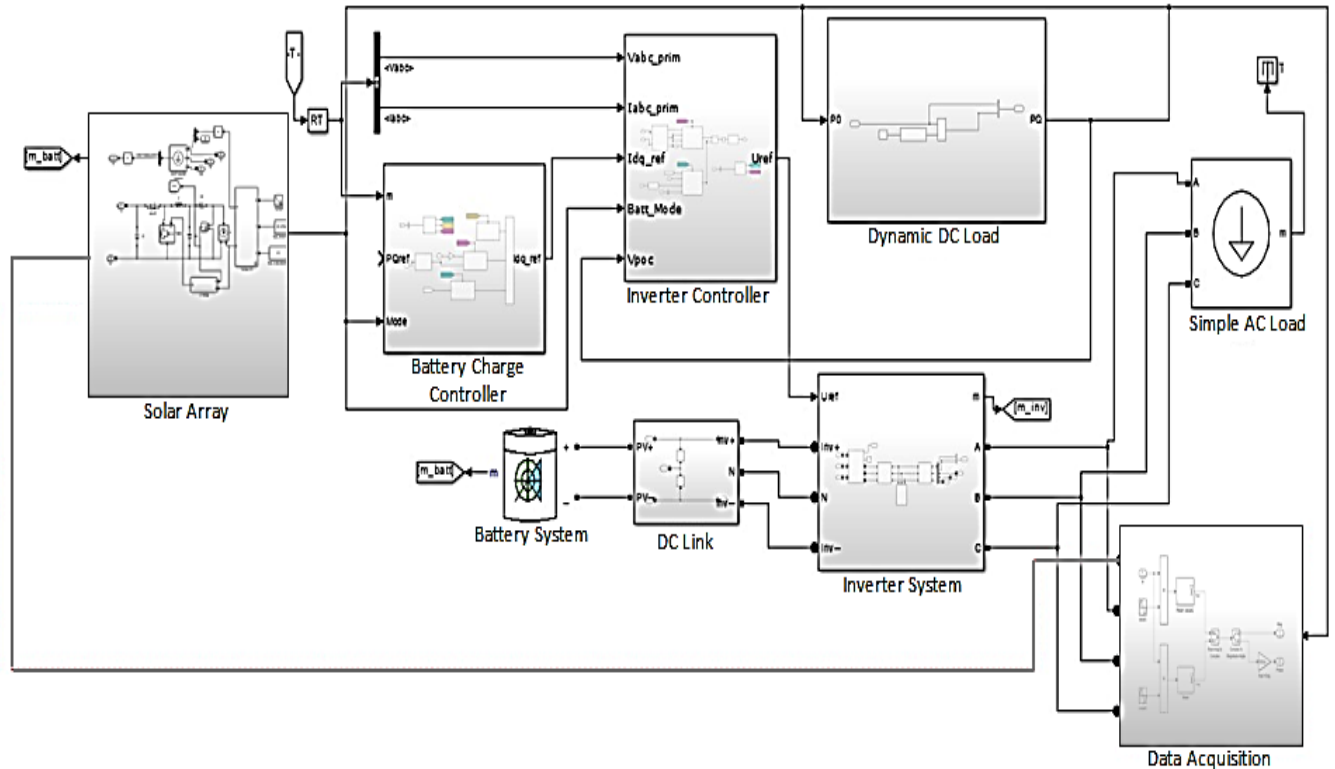 T
RT
<Vabc>
<Iabc>
[m_batt]
Solar Array
m
PQref
Mode
Idq_ref
Battery Charge
Controller
Vabc_prim
Iabc_prim
Idq_ref
Batt_Mode
Vpoc
Uref
Inverter Controller
P0
PQ
Dynamic DC Load
A
B
C
m
Simple AC Load
[m_batt]
m
+
–
Battery System
PV+
PV-
Inv+
N
Inv-
DC Link
Uref
Inv+
N
Inv-
m
A
B
C
[m_inv]
Inverter System
Data Acquisition